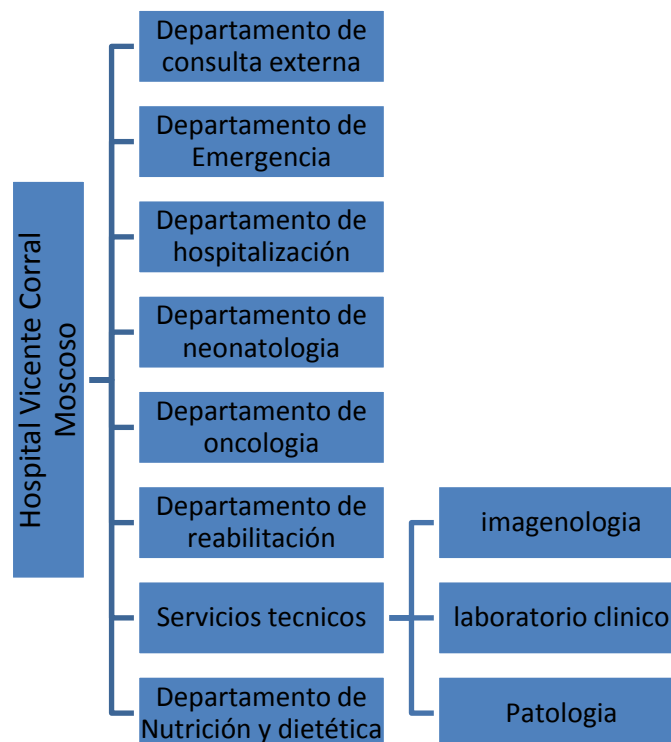 Hospital Vicente Corral
Moscoso
Departamento de
consulta externa
Departamento de
Emergencia
Departamento de
hospitalización
Departamento de
neonatologia
Departamento de
oncologia
Departamento de
reabilitación
Servicios tecnicos
Departamento de
Nutrición y dietética
imagenologia
laboratorio clinico
Patologia